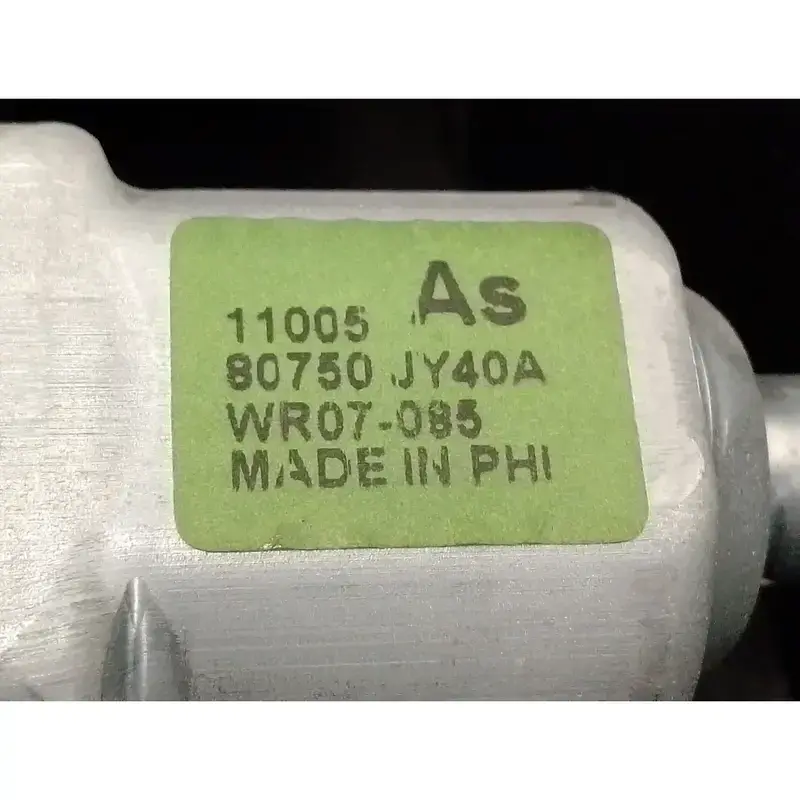 As
11005
80750 JY40A
WR07-085
MADE IN PHI